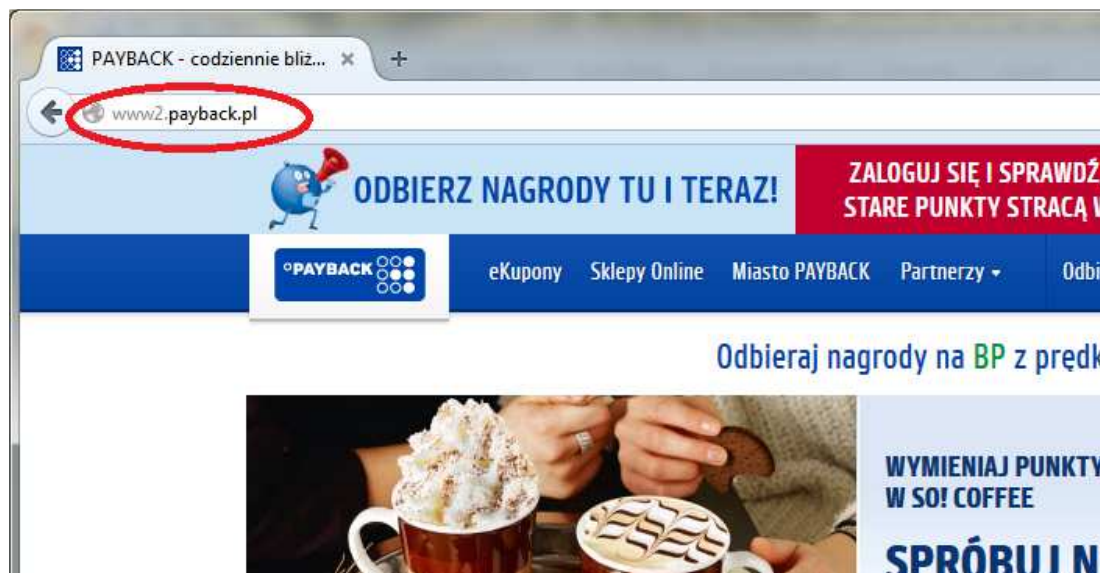 PAYBACK - codziennie bliż...
www2.payback.pl
ODBIERZ NAGRODY TU I TERAZ!
ZALOGUJ SIĘ I SPRAWDŹ
STARE PUNKTY STRACĄ
PAYBACK
eKupony Sklepy Online Miasto PAYBACK Partnerzy Odbi
Odbieraj nagrody na BP z prędk
WYMIENIAJ PUNKTY
W SO! COFFEE
SPRÓBUJ N